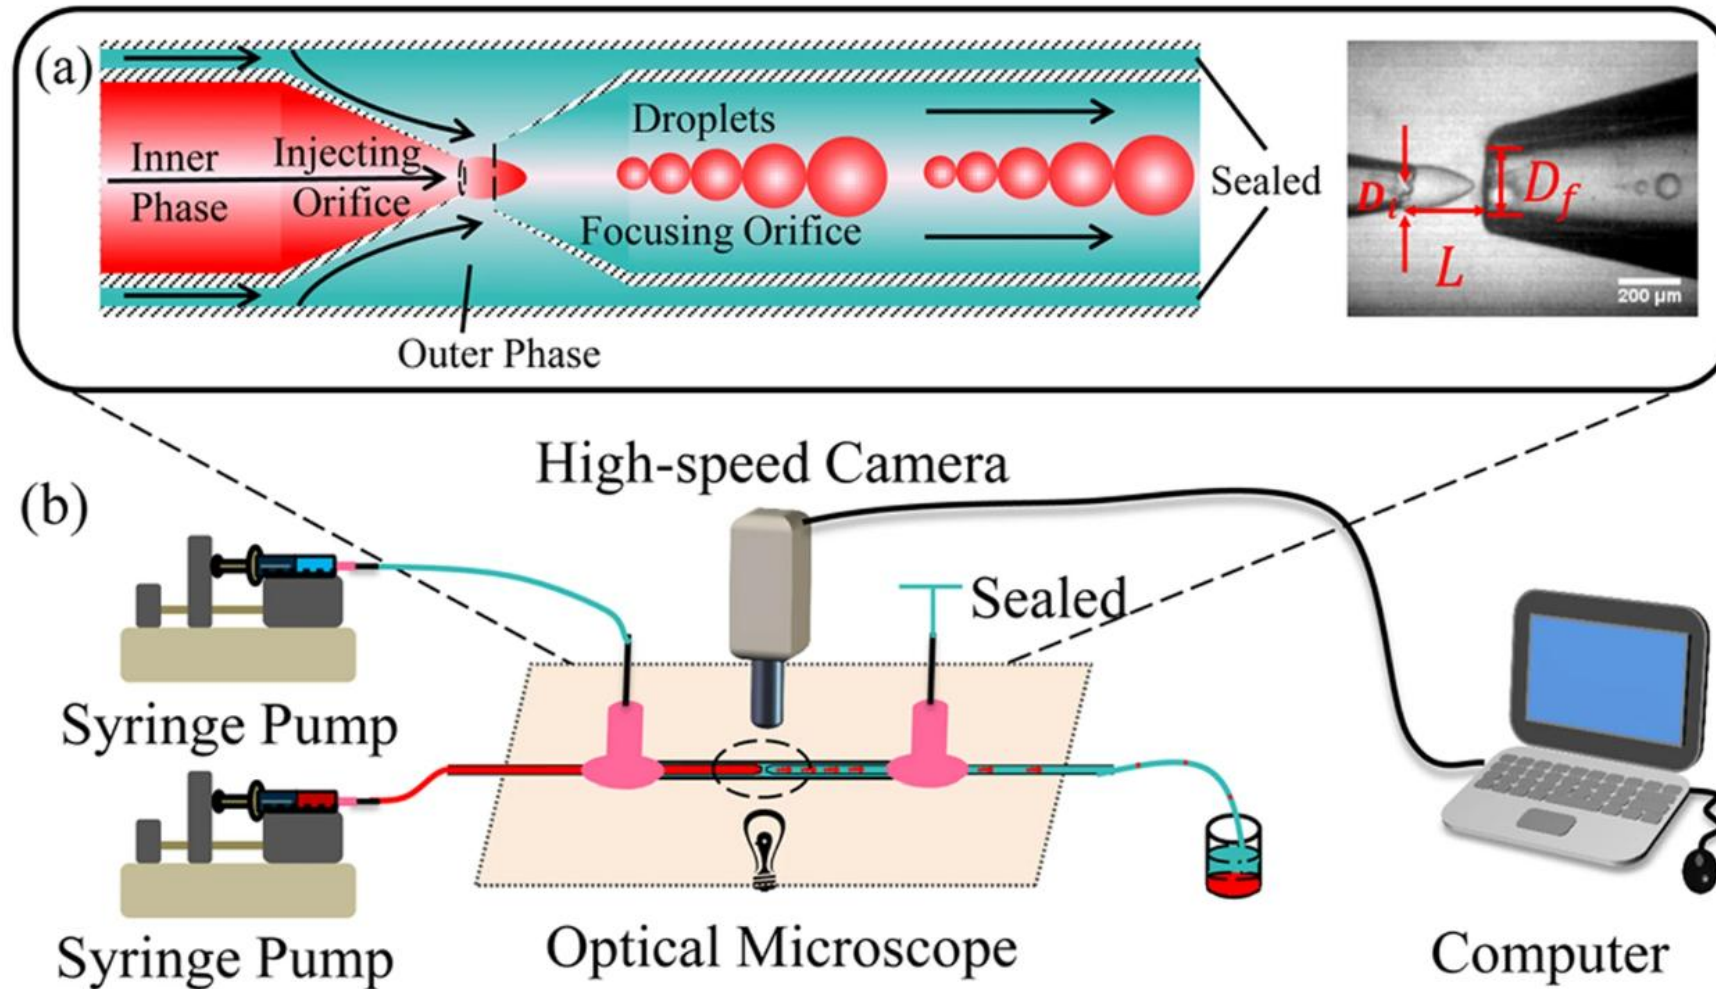 (a)
Inner
Phase
Injecting
Orifice
Droplets
Focusing Orifice
Outer Phase
Sealed
D_i
D_f
L
200 μm
(b)
High-speed Camera
Sealed
Syringe Pump
Syringe Pump
Optical Microscope
Computer